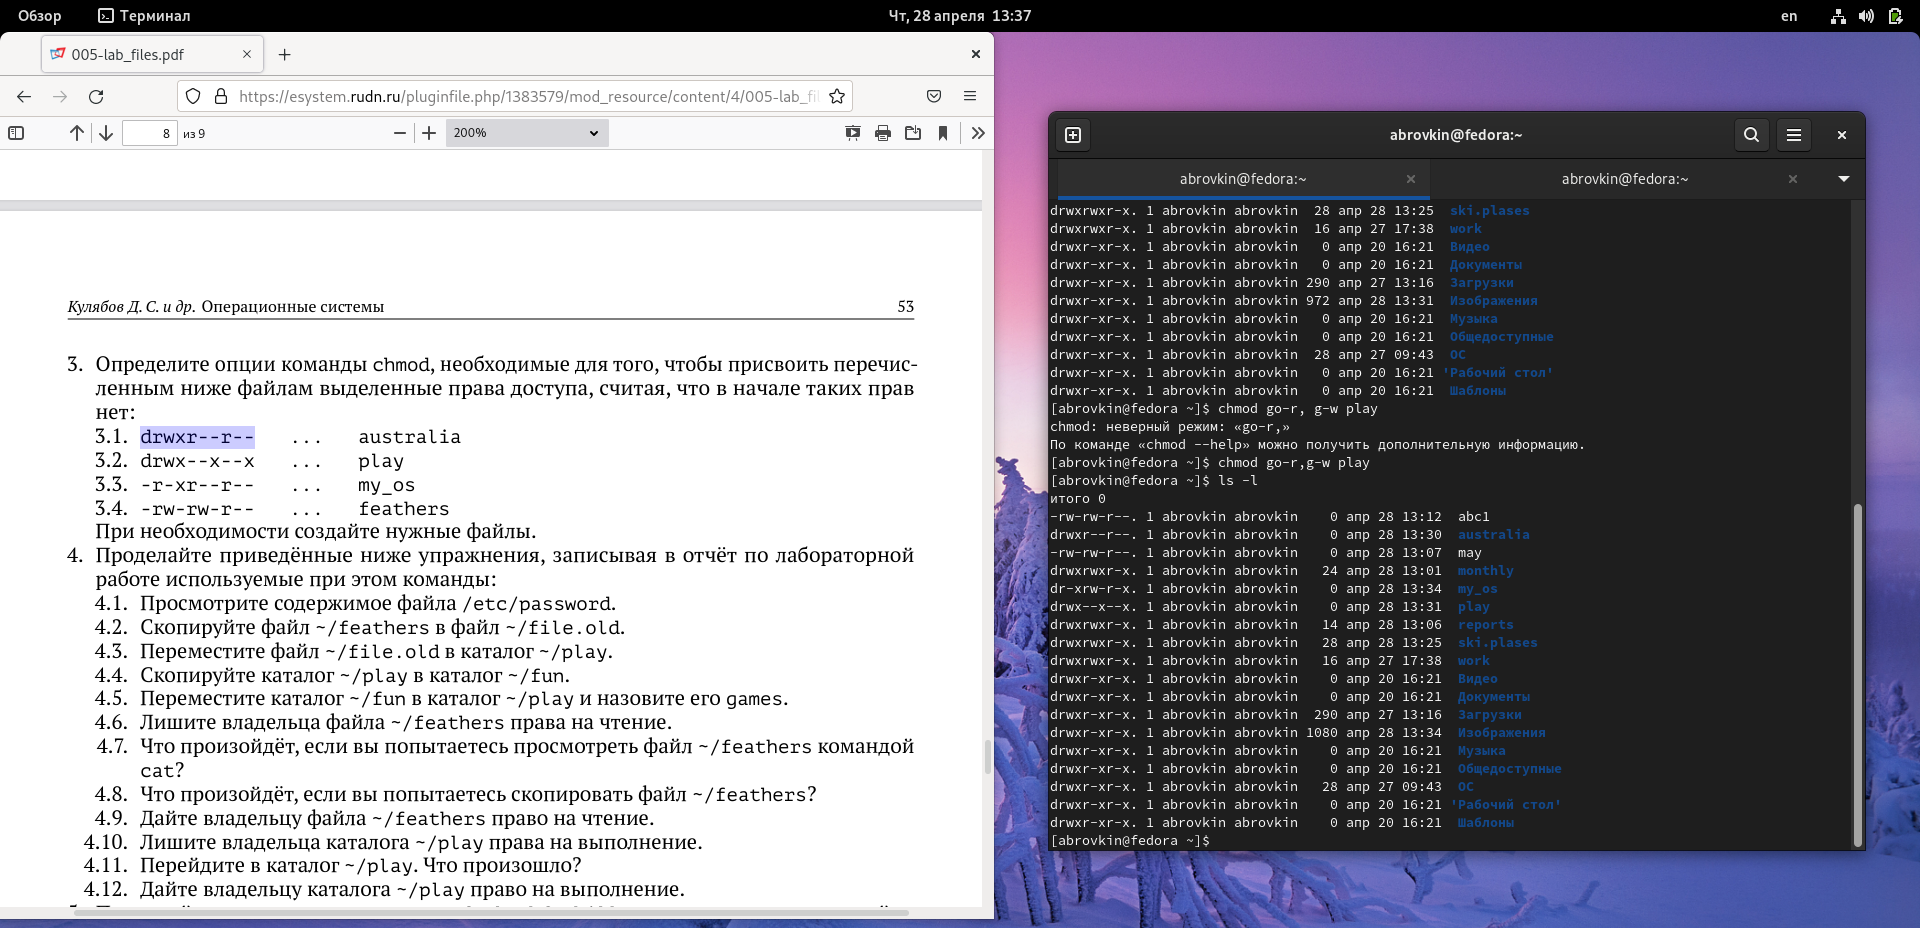 Обзор Терминал Чт, 28 апреля 13:37 en
005-lab_files.pdf
https://esystem.rudn.ru/pluginfile.php/1383579/mod_resource/content/4/005-lab_fil
8 из 9 200%
Кулябов Д. С. и др. Операционные системы 53
3. Определите опции команды chmod, необходимые для того, чтобы присвоить перечис-
ленным ниже файлам выделенные права доступа, считая, что в начале таких прав
нет:
3.1. drwxr--r-- ... australia
3.2. drwx--x--x ... play
3.3. -r-xr--r-- ... my_os
3.4. -rw-rw-r-- ... feathers
При необходимости создайте нужные файлы.
4. Проделайте приведённые ниже упражнения, записывая в отчёт по лабораторной
работе используемые при этом команды:
4.1. Просмотрите содержимое файла /etc/password.
4.2. Скопируйте файл ~/feathers в файл ~/file.old.
4.3. Переместите файл ~/file.old в каталог ~/play.
4.4. Скопируйте каталог ~/play в каталог ~/fun.
4.5. Переместите каталог ~/fun в каталог ~/play и назовите его games.
4.6. Лишите владельца файла ~/feathers права на чтение.
4.7. Что произойдёт, если вы попытаетесь просмотреть файл ~/feathers командой
cat?
4.8. Что произойдёт, если вы попытаетесь скопировать файл ~/feathers?
4.9. Дайте владельцу файла ~/feathers право на чтение.
4.10. Лишите владельца каталога ~/play права на выполнение.
4.11. Перейдите в каталог ~/play. Что произошло?
4.12. Дайте владельцу каталога ~/play право на выполнение.
abrovkin@fedora:~
abrovkin@fedora:~ abrovkin@fedora:~
drwxrwxr-x. 1 abrovkin abrovkin 28 апр 28 13:25 ski.plases
drwxrwxr-x. 1 abrovkin abrovkin 16 апр 27 17:38 work
drwxr-xr-x. 1 abrovkin abrovkin 0 апр 20 16:21 Видео
drwxr-xr-x. 1 abrovkin abrovkin 0 апр 20 16:21 Документы
drwxr-xr-x. 1 abrovkin abrovkin 290 апр 27 13:16 Загрузки
drwxr-xr-x. 1 abrovkin abrovkin 972 апр 28 13:31 Изображения
drwxr-xr-x. 1 abrovkin abrovkin 0 апр 20 16:21 Музыка
drwxr-xr-x. 1 abrovkin abrovkin 0 апр 20 16:21 Общедоступные
drwxr-xr-x. 1 abrovkin abrovkin 28 апр 27 09:43 ОС
drwxr-xr-x. 1 abrovkin abrovkin 0 апр 20 16:21 'Рабочий стол'
drwxr-xr-x. 1 abrovkin abrovkin 0 апр 20 16:21 Шаблоны
[abrovkin@fedora ~]$ chmod go-r, g-w play
chmod: неверный режим: «go-r,»
По команде «chmod --help» можно получить дополнительную информацию.
[abrovkin@fedora ~]$ chmod go-r,g-w play
[abrovkin@fedora ~]$ ls -l
итого 0
-rw-rw-r--. 1 abrovkin abrovkin 0 апр 28 13:12 abc1
drwxr--r--. 1 abrovkin abrovkin 0 апр 28 13:30 australia
-rw-rw-r--. 1 abrovkin abrovkin 0 апр 28 13:07 may
drwxrwxr-x. 1 abrovkin abrovkin 24 апр 28 13:01 monthly
dr-xrw-r-x. 1 abrovkin abrovkin 0 апр 28 13:34 my_os
drwx--x--x. 1 abrovkin abrovkin 0 апр 28 13:31 play
drwxrwxr-x. 1 abrovkin abrovkin 14 апр 28 13:06 reports
drwxrwxr-x. 1 abrovkin abrovkin 28 апр 28 13:25 ski.plases
drwxrwxr-x. 1 abrovkin abrovkin 16 апр 27 17:38 work
drwxr-xr-x. 1 abrovkin abrovkin 0 апр 20 16:21 Видео
drwxr-xr-x. 1 abrovkin abrovkin 0 апр 20 16:21 Документы
drwxr-xr-x. 1 abrovkin abrovkin 290 апр 27 13:16 Загрузки
drwxr-xr-x. 1 abrovkin abrovkin 1080 апр 28 13:34 Изображения
drwxr-xr-x. 1 abrovkin abrovkin 0 апр 20 16:21 Музыка
drwxr-xr-x. 1 abrovkin abrovkin 0 апр 20 16:21 Общедоступные
drwxr-xr-x. 1 abrovkin abrovkin 28 апр 27 09:43 ОС
drwxr-xr-x. 1 abrovkin abrovkin 0 апр 20 16:21 'Рабочий стол'
drwxr-xr-x. 1 abrovkin abrovkin 0 апр 20 16:21 Шаблоны
[abrovkin@fedora ~]$